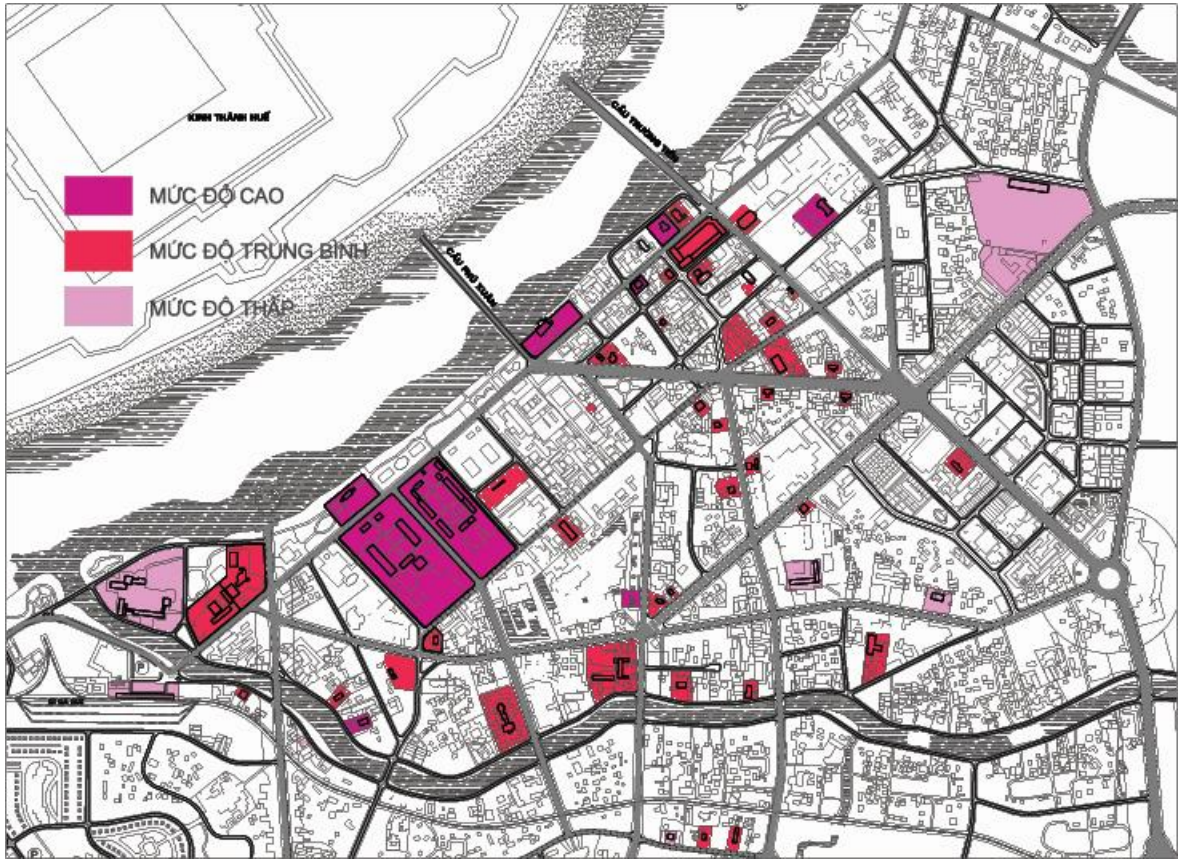 KINH THÀNH HUẾ
CẦU TRƯỜNG TIỀN
CẦU PHÚ XUÂN
MỨC ĐỘ CAO
MỨC ĐỘ TRUNG BÌNH
MỨC ĐỘ THẤP
P
P
P